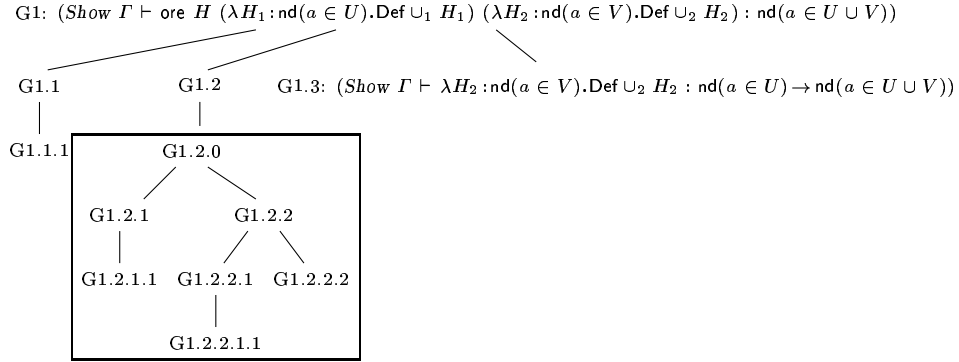 G1: (Show Γ ⊢ ore H (λH₁:nd(a ∈ U).Def ∪₁ H₁) (λH₂:nd(a ∈ V).Def ∪₂ H₂) : nd(a ∈ U ∪ V))
G1.1 G1.2 G1.3: (Show Γ ⊢ λH₂:nd(a ∈ V).Def ∪₂ H₂ : nd(a ∈ U)→nd(a ∈ U ∪ V))
G1.1.1 G1.2.0
G1.2.1 G1.2.2
G1.2.1.1 G1.2.2.1 G1.2.2.2
G1.2.2.1.1